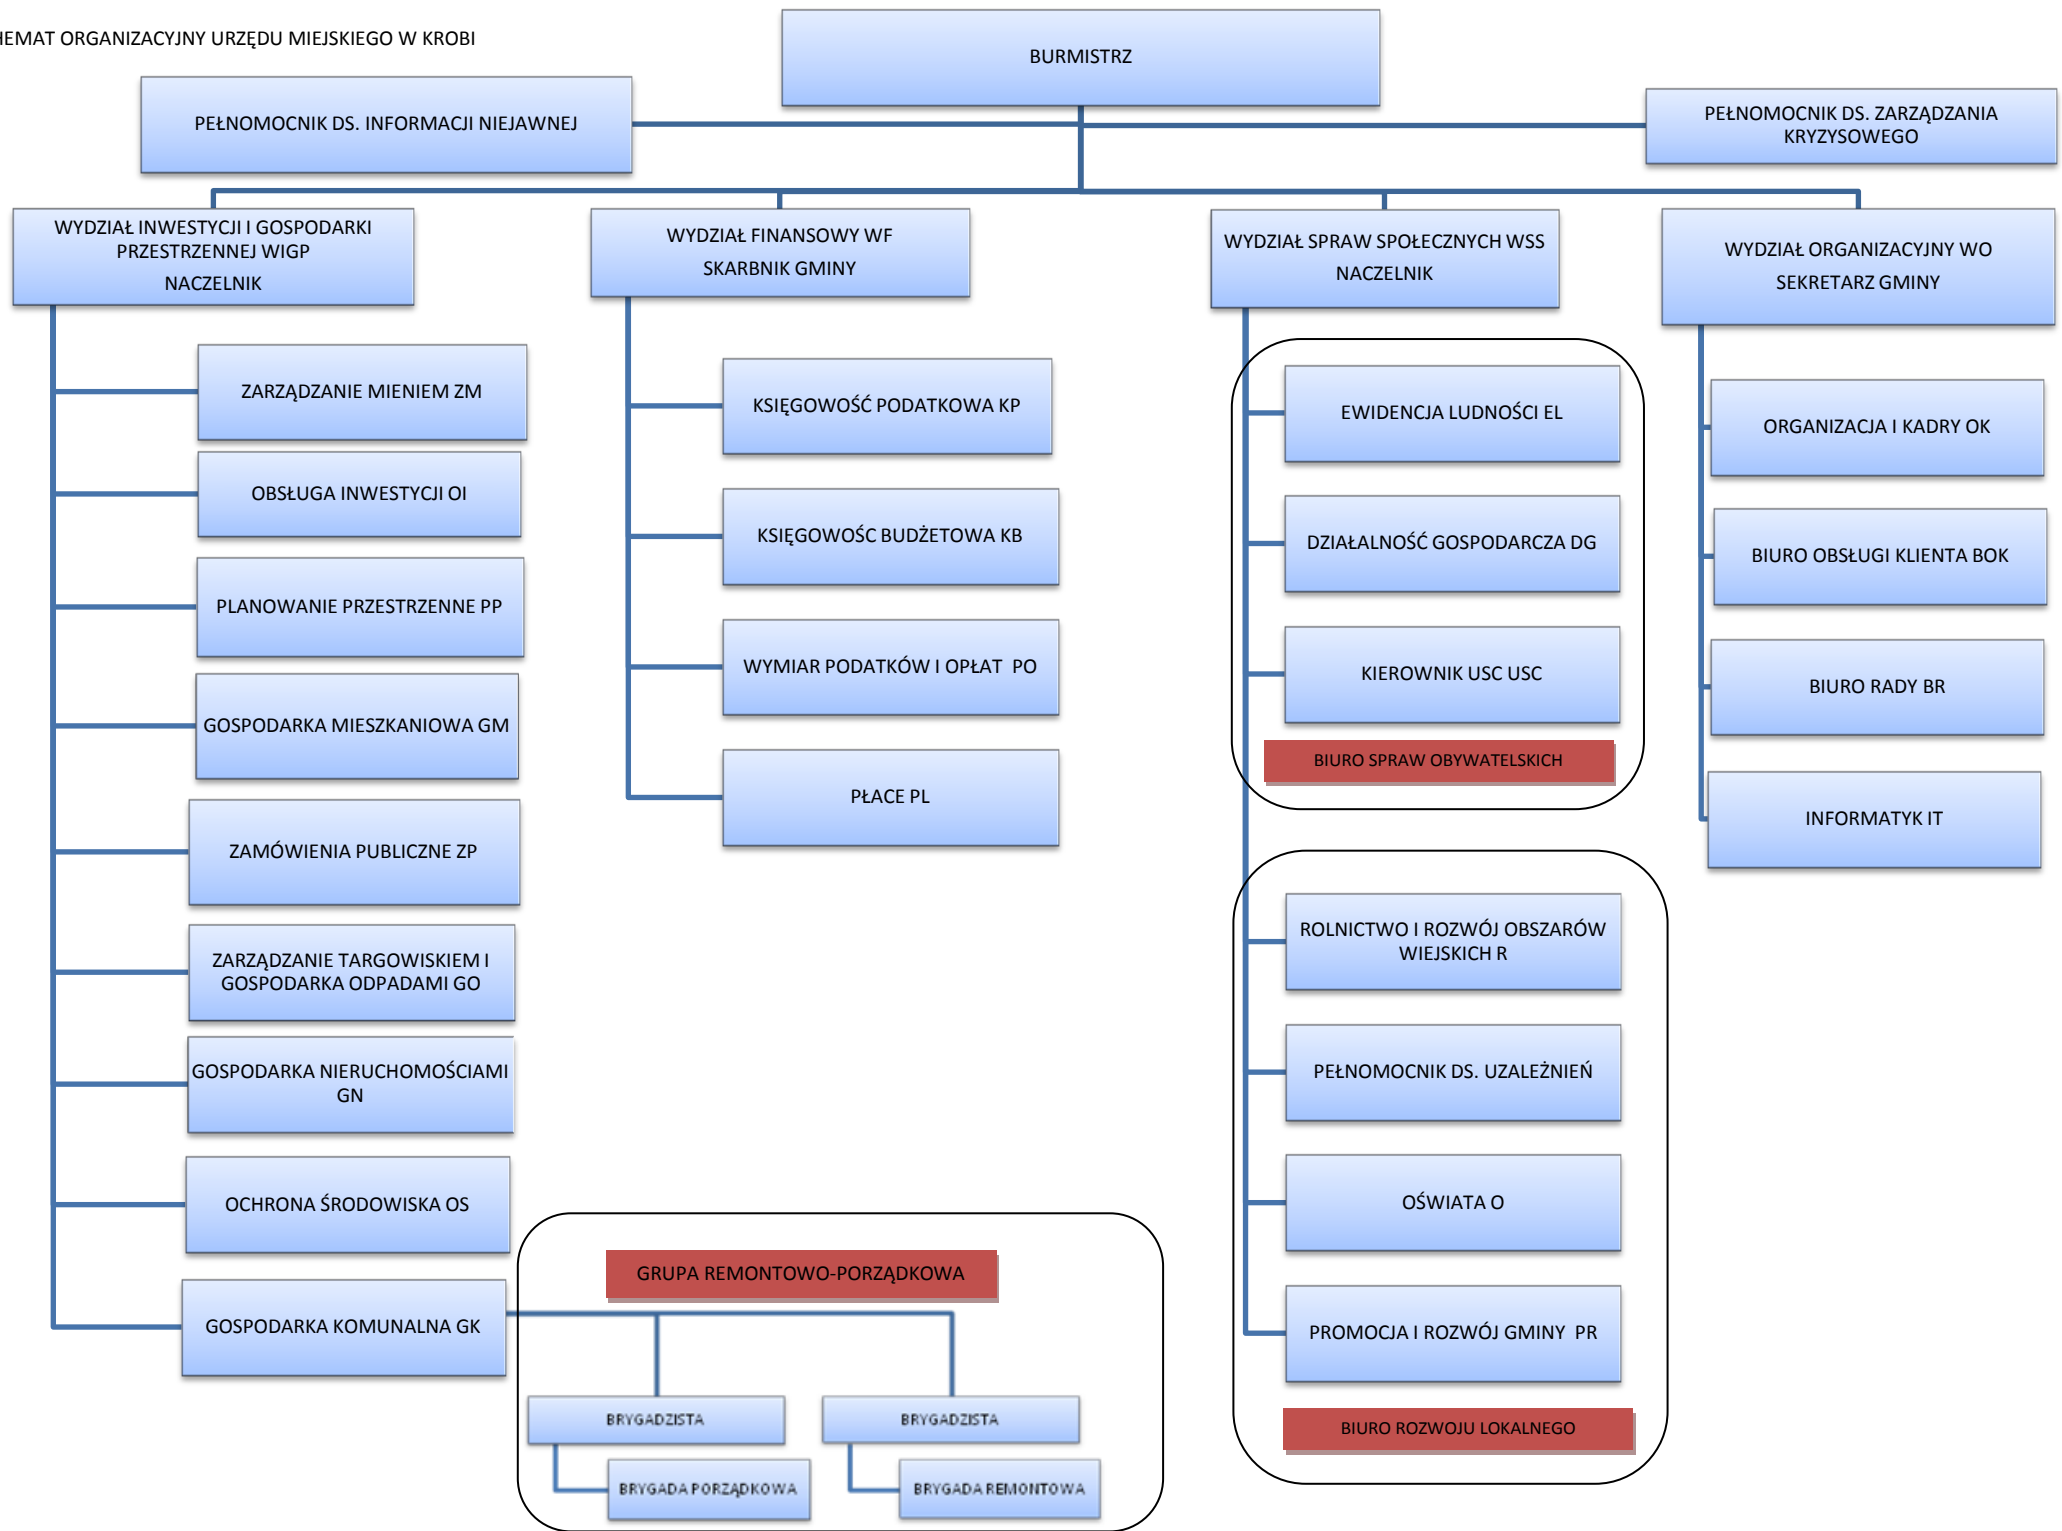 HEMAT ORGANIZACYJNY URZĘDU MIEJSKIEGO W KROBI
BURMISTRZ
PEŁNOMOCNIK DS. INFORMACJI NIEJAWNEJ
PEŁNOMOCNIK DS. ZARZĄDZANIA
KRYZYSOWEGO
WYDZIAŁ INWESTYCJI I GOSPODARKI
PRZESTRZENNEJ WIGP
NACZELNIK
WYDZIAŁ FINANSOWY WF
SKARBNIK GMINY
WYDZIAŁ SPRAW SPOŁECZNYCH WSS
NACZELNIK
WYDZIAŁ ORGANIZACYJNY WO
SEKRETARZ GMINY
ZARZĄDZANIE MIENIEM ZM
OBSŁUGA INWESTYCJI OI
PLANOWANIE PRZESTRZENNE PP
GOSPODARKA MIESZKANIOWA GM
ZAMÓWIENIA PUBLICZNE ZP
ZARZĄDZANIE TARGOWISKIEM I
GOSPODARKA ODPADAMI GO
GOSPODARKA NIERUCHOMOŚCIAMI
GN
OCHRONA ŚRODOWISKA OS
GOSPODARKA KOMUNALNA GK
GRUPA REMONTOWO-PORZĄDKOWA
BRYGADZISTA
BRYGADA PORZĄDKOWA
BRYGADZISTA
BRYGADA REMONTOWA
KSIĘGOWOŚĆ PODATKOWA KP
KSIĘGOWOŚC BUDŻETOWA KB
WYMIAR PODATKÓW I OPŁAT  PO
PŁACE PL
EWIDENCJA LUDNOŚCI EL
DZIAŁALNOŚĆ GOSPODARCZA DG
KIEROWNIK USC USC
BIURO SPRAW OBYWATELSKICH
ROLNICTWO I ROZWÓJ OBSZARÓW
WIEJSKICH R
PEŁNOMOCNIK DS. UZALEŻNIEŃ
OŚWIATA O
PROMOCJA I ROZWÓJ GMINY  PR
BIURO ROZWOJU LOKALNEGO
ORGANIZACJA I KADRY OK
BIURO OBSŁUGI KLIENTA BOK
BIURO RADY BR
INFORMATYK IT